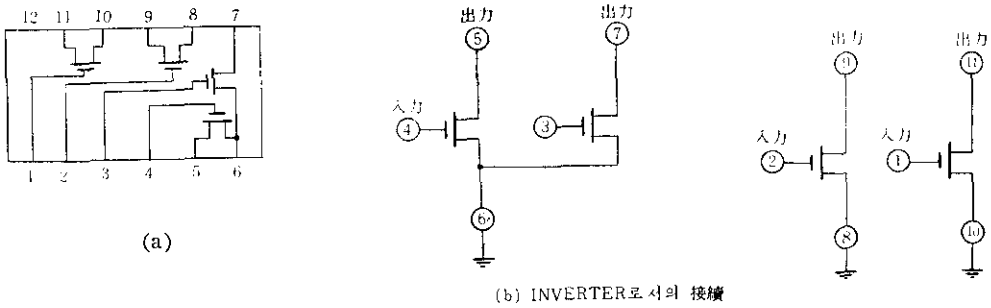 12 11 10 9 8 7
1 2 3 4 5 6
(a)
出力
⑤
出力
⑦
入力
④
③
⑥
出力
⑨
入力
②
⑧
出力
⑪
入力
①
⑩
(b) INVERTER로서의 接續